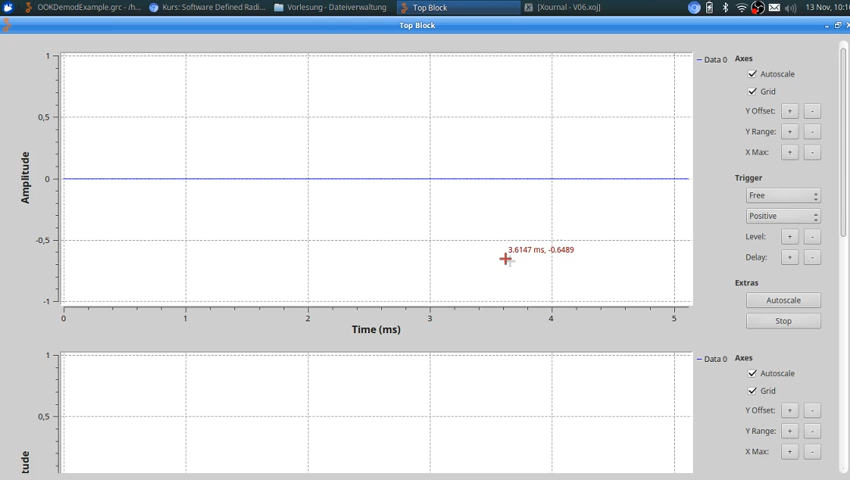 OOKDemodExample.grc - /h...
Kurs: Software Defined Radi...
Vorlesung - Dateiverwaltung
Top Block
[Xournal - V06.xoj]
13 Nov, 10:1
Top Block
1
0,5
0
-0,5
-1
Amplitude
3.6147 ms, -0.6489
0 1 2 3 4 5
Time (ms)
Data 0
Axes
Autoscale
Grid
Y Offset: + -
Y Range: + -
X Max: + -
Trigger
Free
Positive
Level: + -
Delay: + -
Extras
Autoscale
Stop
1
0,5
tude
Data 0
Axes
Autoscale
Grid
Y Offset: + -
Y Range: + -
X Max: + -